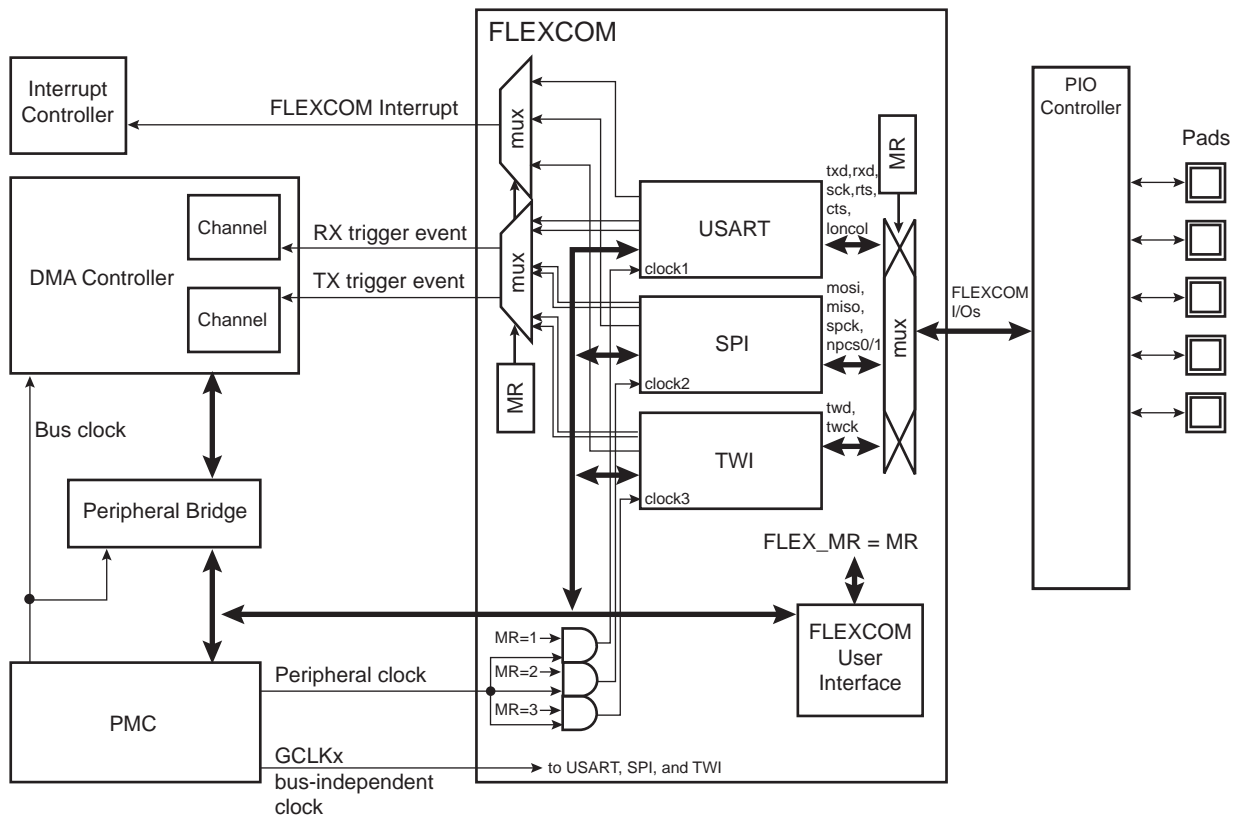 FLEXCOM
Interrupt
Controller
FLEXCOM Interrupt
mux
PIO
Controller
Pads
MR
DMA Controller
Channel
Channel
RX trigger event
TX trigger event
mux
MR
USART
clock1
txd,rxd,
sck,rts,
cts,
loncol
SPI
clock2
mosi,
miso,
spck,
npcs0/1
mux
FLEXCOM
I/Os
TWI
clock3
twd,
twck
Bus clock
Peripheral Bridge
FLEX_MR = MR
FLEXCOM
User
Interface
MR=1
MR=2
MR=3
PMC
Peripheral clock
GCLKx
bus-independent
clock
to USART, SPI, and TWI